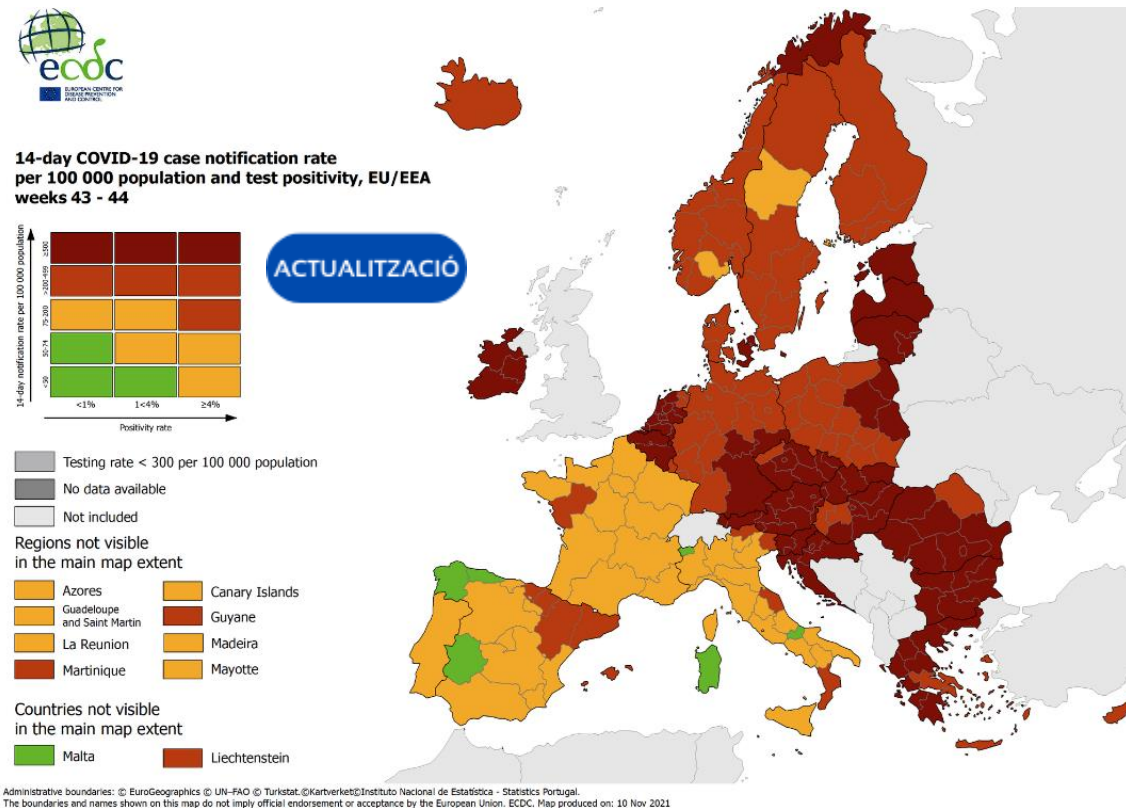 ecdc
EUROPEAN CENTRE FOR
DISEASE PREVENTION
AND CONTROL
14-day COVID-19 case notification rate
per 100 000 population and test positivity, EU/EEA
weeks 43 - 44
ACTUALITZACIÓ
14-day notification rate per 100 000 population
≥500
>200-499
75-200
50-74
<50
<1%
1<4%
≥4%
Positivity rate
Testing rate < 300 per 100 000 population
No data available
Not included
Regions not visible
in the main map extent
Azores
Canary Islands
Guadeloupe
and Saint Martin
Guyane
La Reunion
Madeira
Martinique
Mayotte
Countries not visible
in the main map extent
Malta
Liechtenstein
Administrative boundaries: © EuroGeographics © UN–FAO © Turkstat.©Kartverket©Instituto Nacional de Estatística - Statistics Portugal.
The boundaries and names shown on this map do not imply official endorsement or acceptance by the European Union. ECDC. Map produced on: 10 Nov 2021